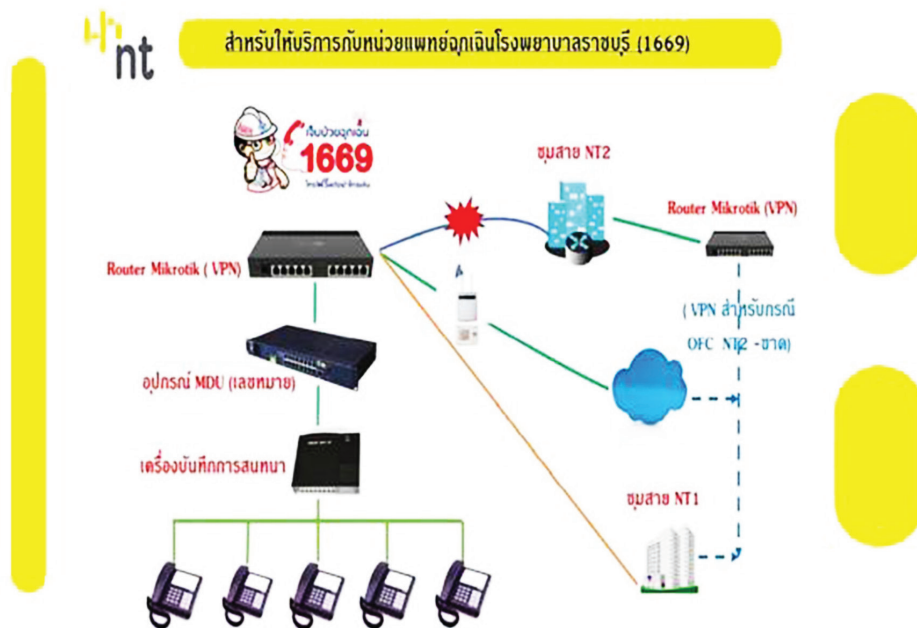 nt
สำหรับให้บริการกับหน่วยแพทย์ฉุกเฉินโรงพยาบาลราชบุรี (1669)
เจ็บป่วยฉุกเฉิน
1669
ชุมสาย NT2
Router Mikrotik (VPN)
Router Mikrotik ( VPN)
( VPN สำหรับกรณี
OFC NT2 -ขาด)
อุปกรณ์ MDU (เลขหมาย)
เครื่องบันทึกการสนทนา
ชุมสาย NT1